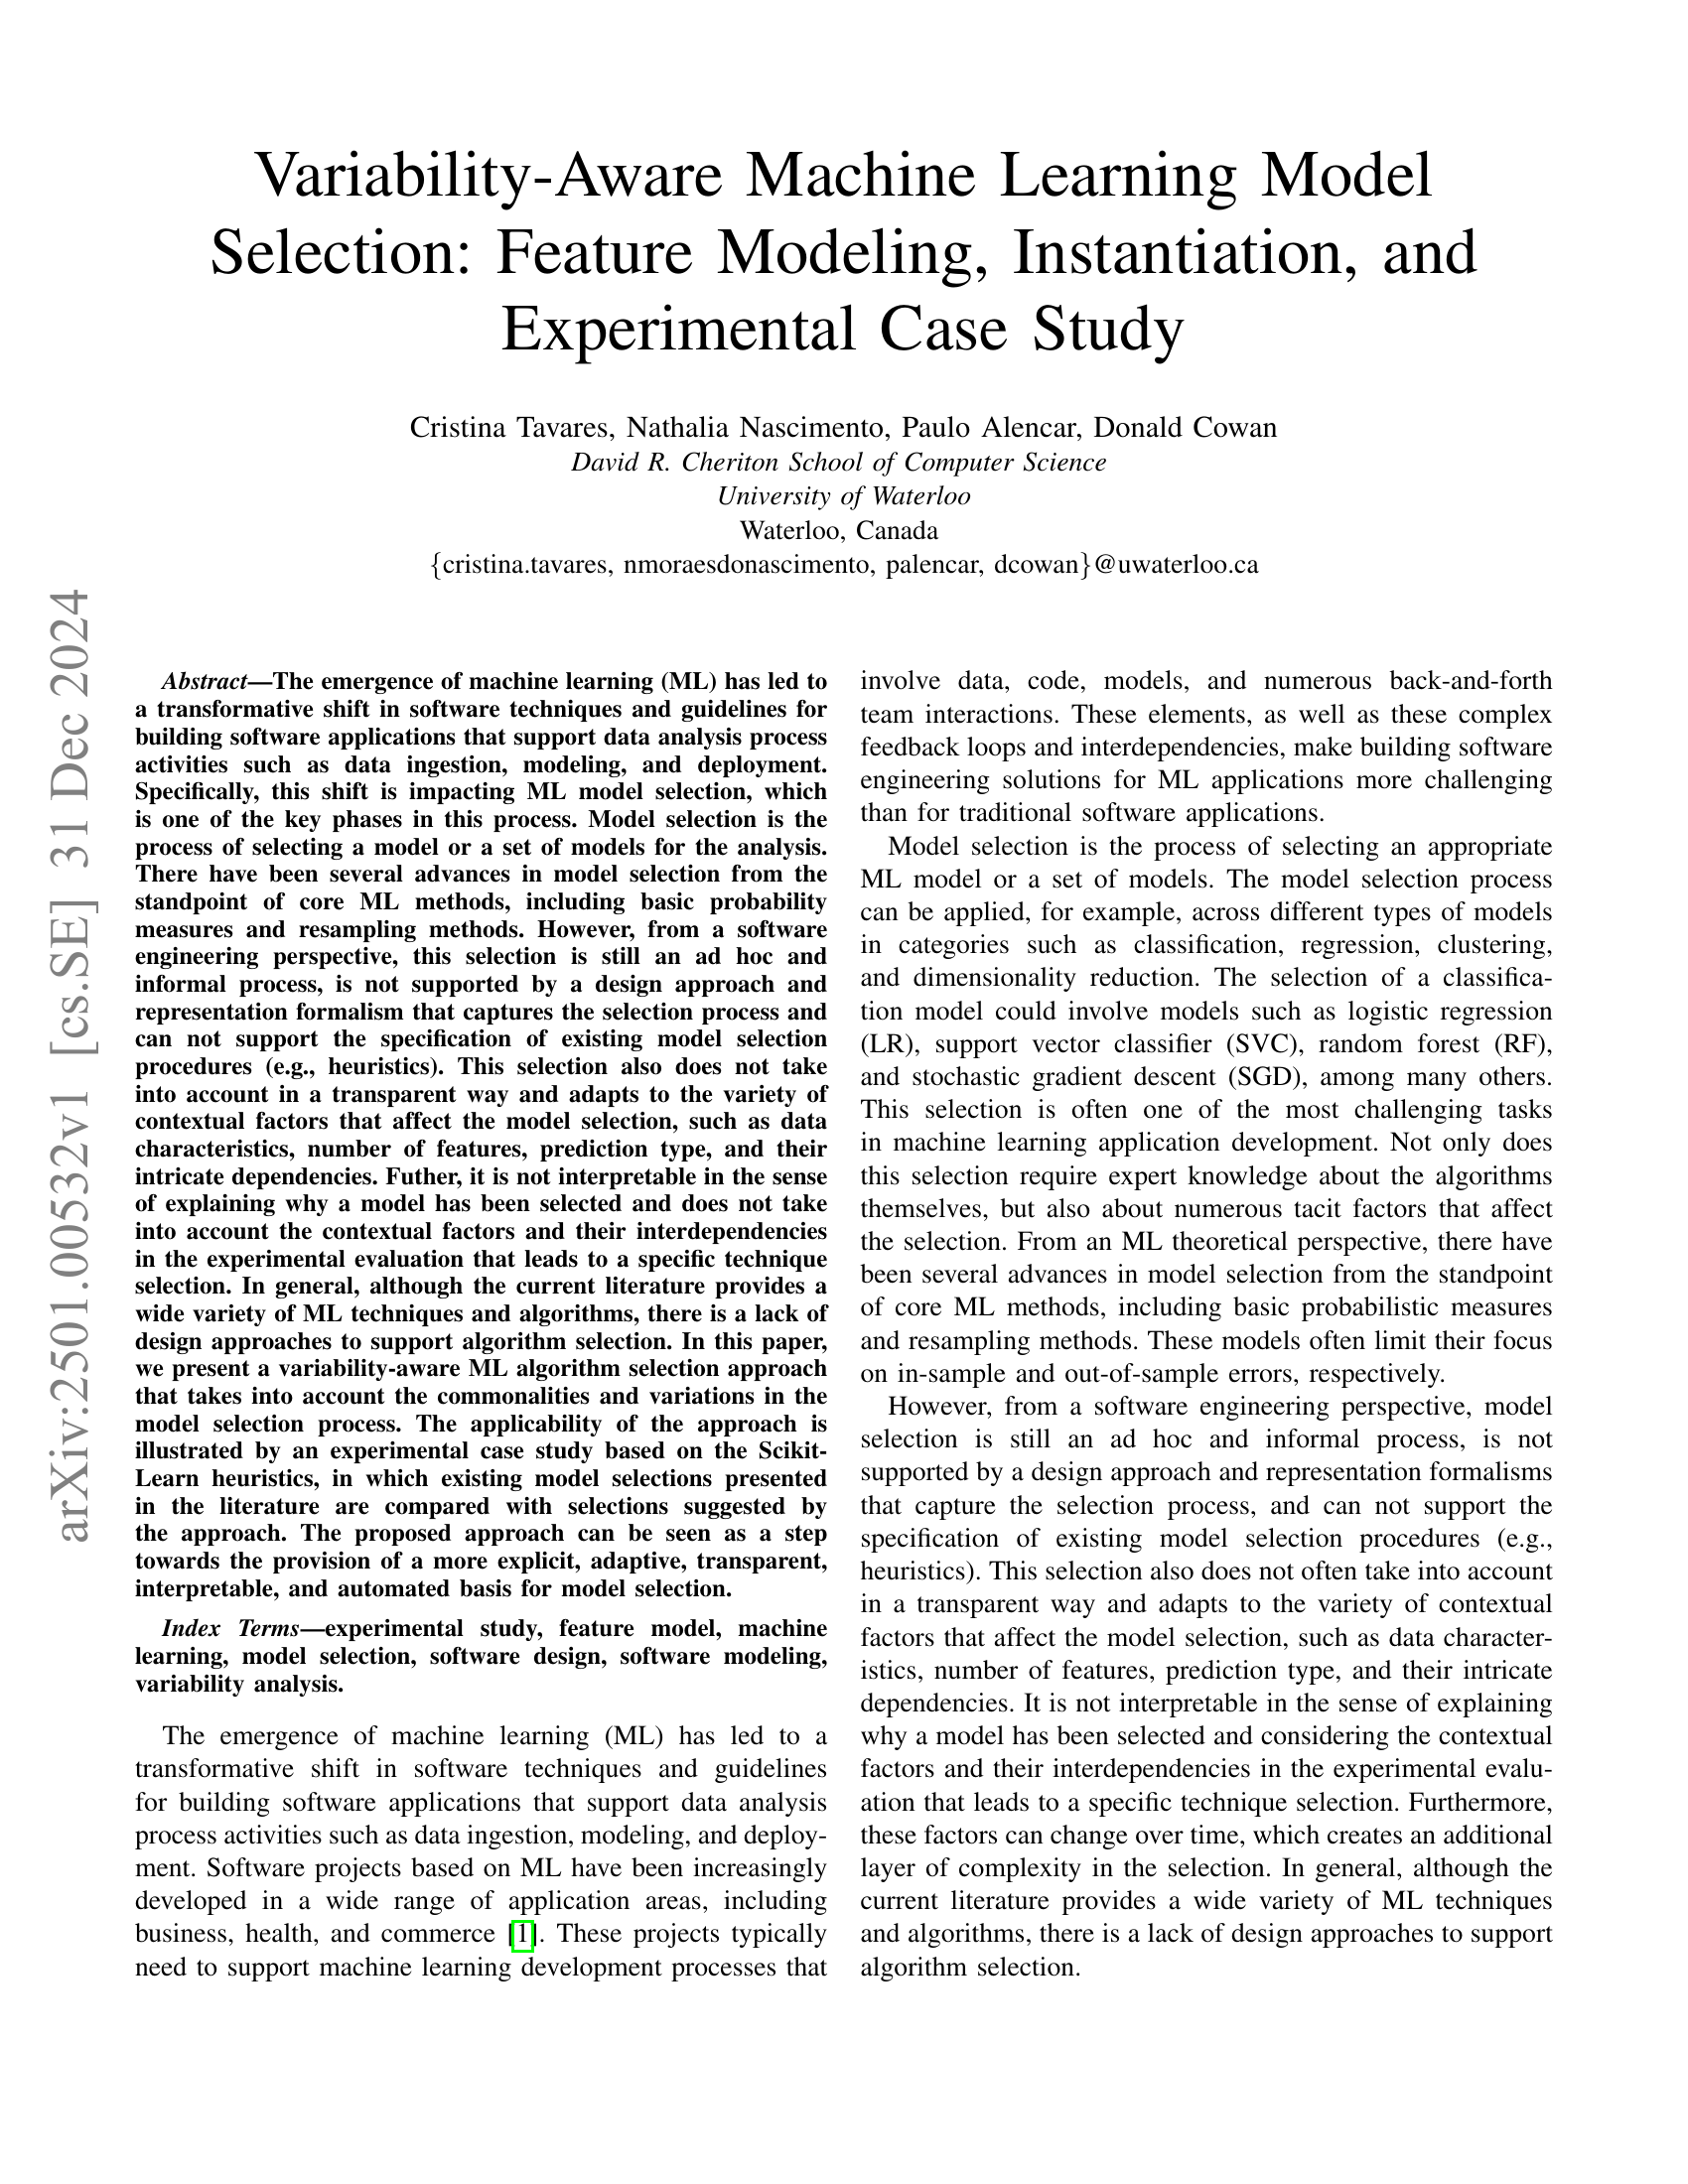 Variability-Aware Machine Learning Model
Selection: Feature Modeling, Instantiation, and
Experimental Case Study
Cristina Tavares, Nathalia Nascimento, Paulo Alencar, Donald Cowan
David R. Cheriton School of Computer Science
University of Waterloo
Waterloo, Canada
{cristina.tavares, nmoraesdonascimento, palencar, dcowan}@uwaterloo.ca
arXiv:2501.00532v1 [cs.SE] 31 Dec 2024
Abstract—The emergence of machine learning (ML) has led to
a transformative shift in software techniques and guidelines for
building software applications that support data analysis process
activities such as data ingestion, modeling, and deployment.
Specifically, this shift is impacting ML model selection, which
is one of the key phases in this process. Model selection is the
process of selecting a model or a set of models for the analysis.
There have been several advances in model selection from the
standpoint of core ML methods, including basic probability
measures and resampling methods. However, from a software
engineering perspective, this selection is still an ad hoc and
informal process, is not supported by a design approach and
representation formalism that captures the selection process and
can not support the specification of existing model selection
procedures (e.g., heuristics). This selection also does not take
into account in a transparent way and adapts to the variety of
contextual factors that affect the model selection, such as data
characteristics, number of features, prediction type, and their
intricate dependencies. Futher, it is not interpretable in the sense
of explaining why a model has been selected and does not take
into account the contextual factors and their interdependencies
in the experimental evaluation that leads to a specific technique
selection. In general, although the current literature provides a
wide variety of ML techniques and algorithms, there is a lack of
design approaches to support algorithm selection. In this paper,
we present a variability-aware ML algorithm selection approach
that takes into account the commonalities and variations in the
model selection process. The applicability of the approach is
illustrated by an experimental case study based on the Scikit-
Learn heuristics, in which existing model selections presented
in the literature are compared with selections suggested by
the approach. The proposed approach can be seen as a step
towards the provision of a more explicit, adaptive, transparent,
interpretable, and automated basis for model selection.
Index Terms—experimental study, feature model, machine
learning, model selection, software design, software modeling,
variability analysis.
The emergence of machine learning (ML) has led to a
transformative shift in software techniques and guidelines
for building software applications that support data analysis
process activities such as data ingestion, modeling, and deploy-
ment. Software projects based on ML have been increasingly
developed in a wide range of application areas, including
business, health, and commerce [1]. These projects typically
need to support machine learning development processes that
involve data, code, models, and numerous back-and-forth
team interactions. These elements, as well as these complex
feedback loops and interdependencies, make building software
engineering solutions for ML applications more challenging
than for traditional software applications.
Model selection is the process of selecting an appropriate
ML model or a set of models. The model selection process
can be applied, for example, across different types of models
in categories such as classification, regression, clustering,
and dimensionality reduction. The selection of a classifica-
tion model could involve models such as logistic regression
(LR), support vector classifier (SVC), random forest (RF),
and stochastic gradient descent (SGD), among many others.
This selection is often one of the most challenging tasks
in machine learning application development. Not only does
this selection require expert knowledge about the algorithms
themselves, but also about numerous tacit factors that affect
the selection. From an ML theoretical perspective, there have
been several advances in model selection from the standpoint
of core ML methods, including basic probabilistic measures
and resampling methods. These models often limit their focus
on in-sample and out-of-sample errors, respectively.
However, from a software engineering perspective, model
selection is still an ad hoc and informal process, is not
supported by a design approach and representation formalisms
that capture the selection process, and can not support the
specification of existing model selection procedures (e.g.,
heuristics). This selection also does not often take into account
in a transparent way and adapts to the variety of contextual
factors that affect the model selection, such as data character-
istics, number of features, prediction type, and their intricate
dependencies. It is not interpretable in the sense of explaining
why a model has been selected and considering the contextual
factors and their interdependencies in the experimental evalu-
ation that leads to a specific technique selection. Furthermore,
these factors can change over time, which creates an additional
layer of complexity in the selection. In general, although the
current literature provides a wide variety of ML techniques
and algorithms, there is a lack of design approaches to support
algorithm selection.